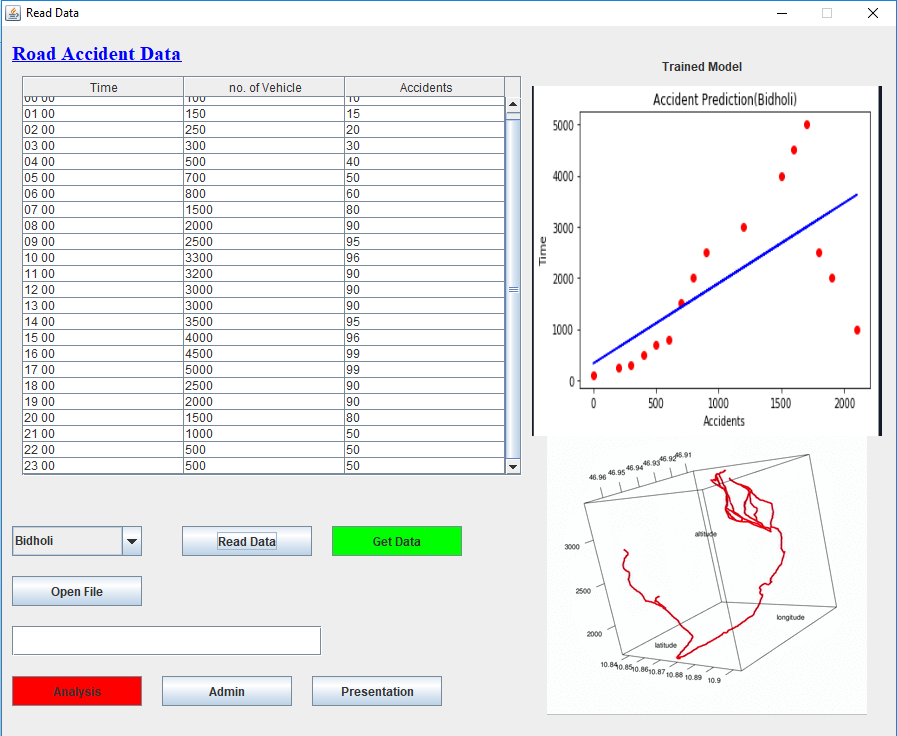 Read Data
Road Accident Data
Trained Model
Time no. of Vehicle Accidents
00 00 100 10
01 00 150 15
02 00 250 20
03 00 300 30
04 00 500 40
05 00 700 50
06 00 800 60
07 00 1500 80
08 00 2000 90
09 00 2500 95
10 00 3300 96
11 00 3200 90
12 00 3000 90
13 00 3000 90
14 00 3500 95
15 00 4000 96
16 00 4500 99
17 00 5000 99
18 00 2500 90
19 00 2000 90
20 00 1500 80
21 00 1000 50
22 00 500 50
23 00 500 50
Accident Prediction(Bidholi)
5000
4000
3000
2000
1000
0
Time
0 500 1000 1500 2000
Accidents
46.96 46.95 46.94 46.93 46.92 46.91
altitude
3000
2500
2000
longitude
latitude
10.84 10.85 10.86 10.87 10.88 10.89 10.9
Bidholi
Read Data
Get Data
Open File
Analysis
Admin
Presentation